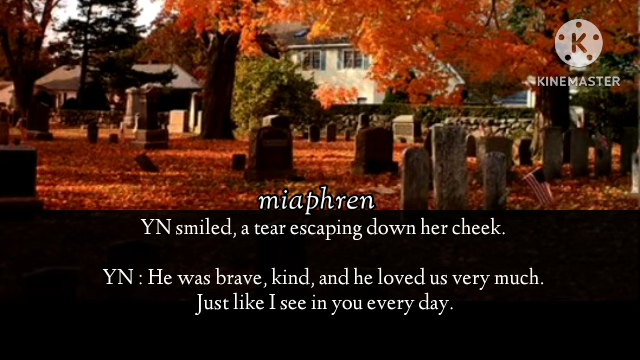 KINEMASTER
miaphren
YN smiled, a tear escaping down her cheek.
YN : He was brave, kind, and he loved us very much.
Just like I see in you every day.